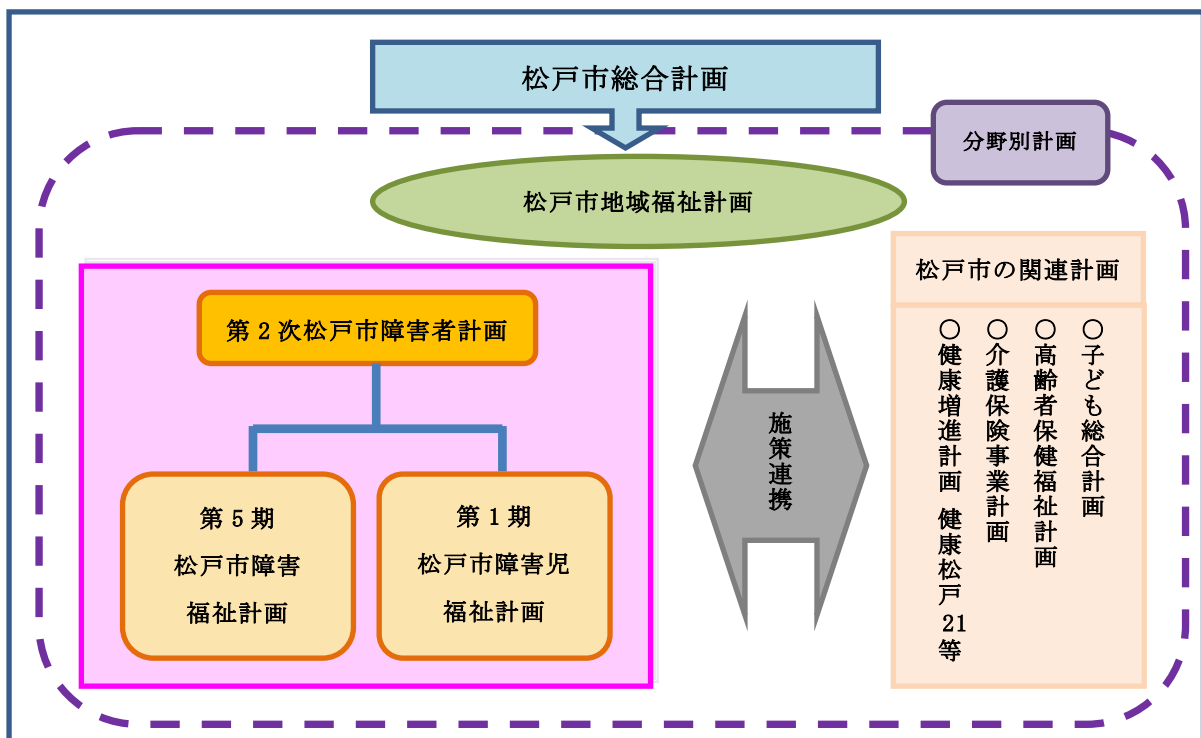 松戸市総合計画
分野別計画
松戸市地域福祉計画
第2次松戸市障害者計画
第5期
松戸市障害
福祉計画
第1期
松戸市障害児
福祉計画
施策連携
松戸市の関連計画
○子ども総合計画
○高齢者保健福祉計画
○介護保険事業計画
○健康増進計画 健康松戸21等